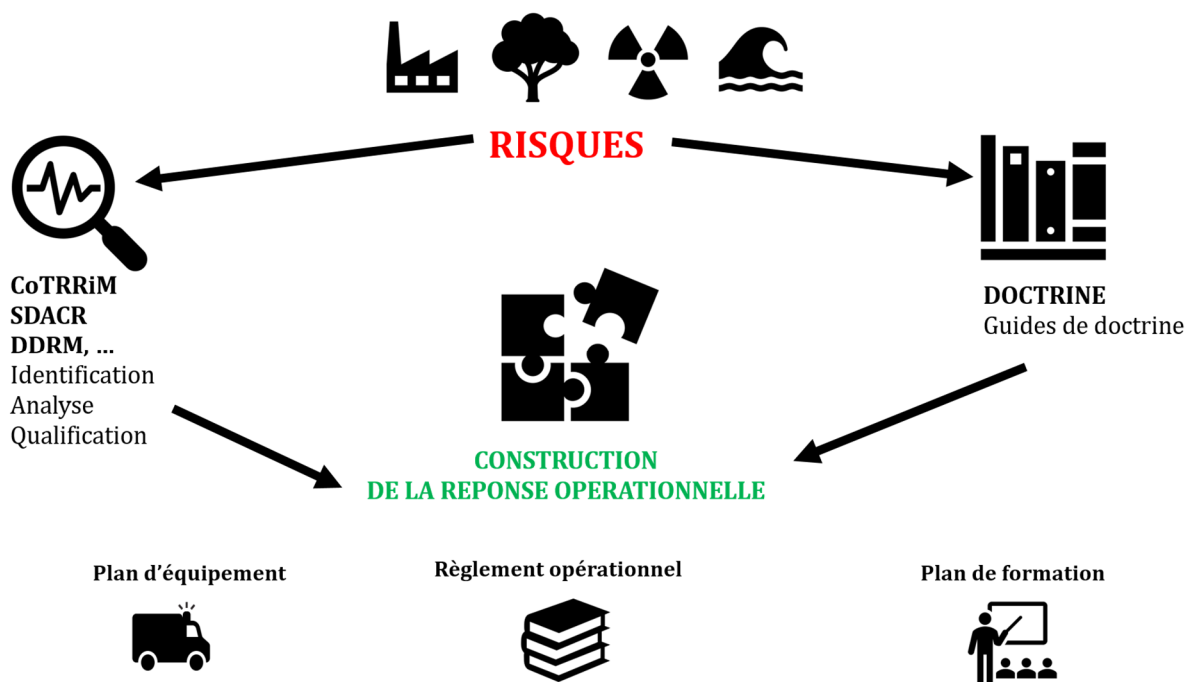 RISQUES
CoTRRiM
SDACR
DDRM, ...
Identification
Analyse
Qualification
DOCTRINE
Guides de doctrine
CONSTRUCTION
DE LA REPONSE OPERATIONNELLE
Plan d’équipement
Règlement opérationnel
Plan de formation